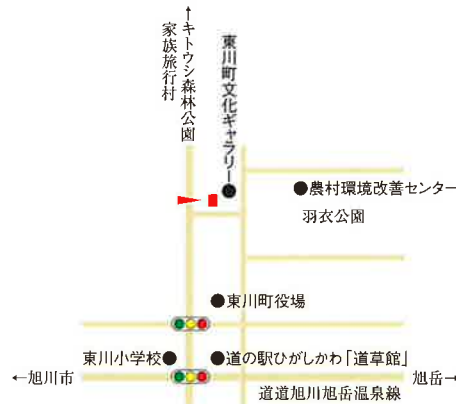 ←キトウシ森林公園
家族旅行村
東川町文化ギャラリー
農村環境改善センター
羽衣公園
東川町役場
東川小学校
道の駅ひがしかわ「道草館」
←旭川市
旭岳→
道道旭川旭岳温泉線